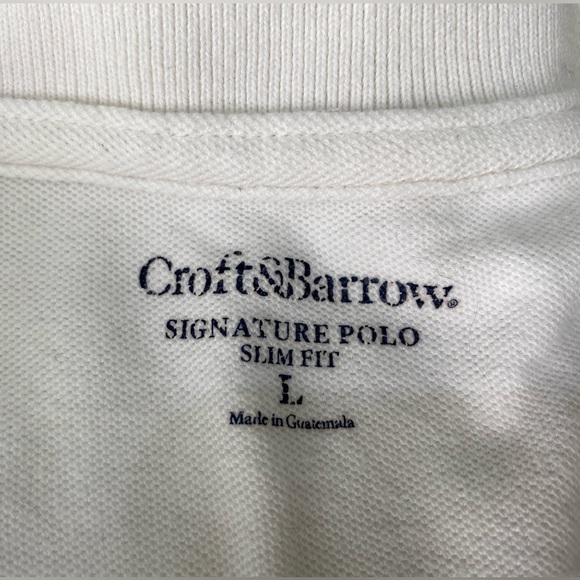 Croft&Barrow®
SIGNATURE POLO
SLIM FIT
L
Made in Guatemala